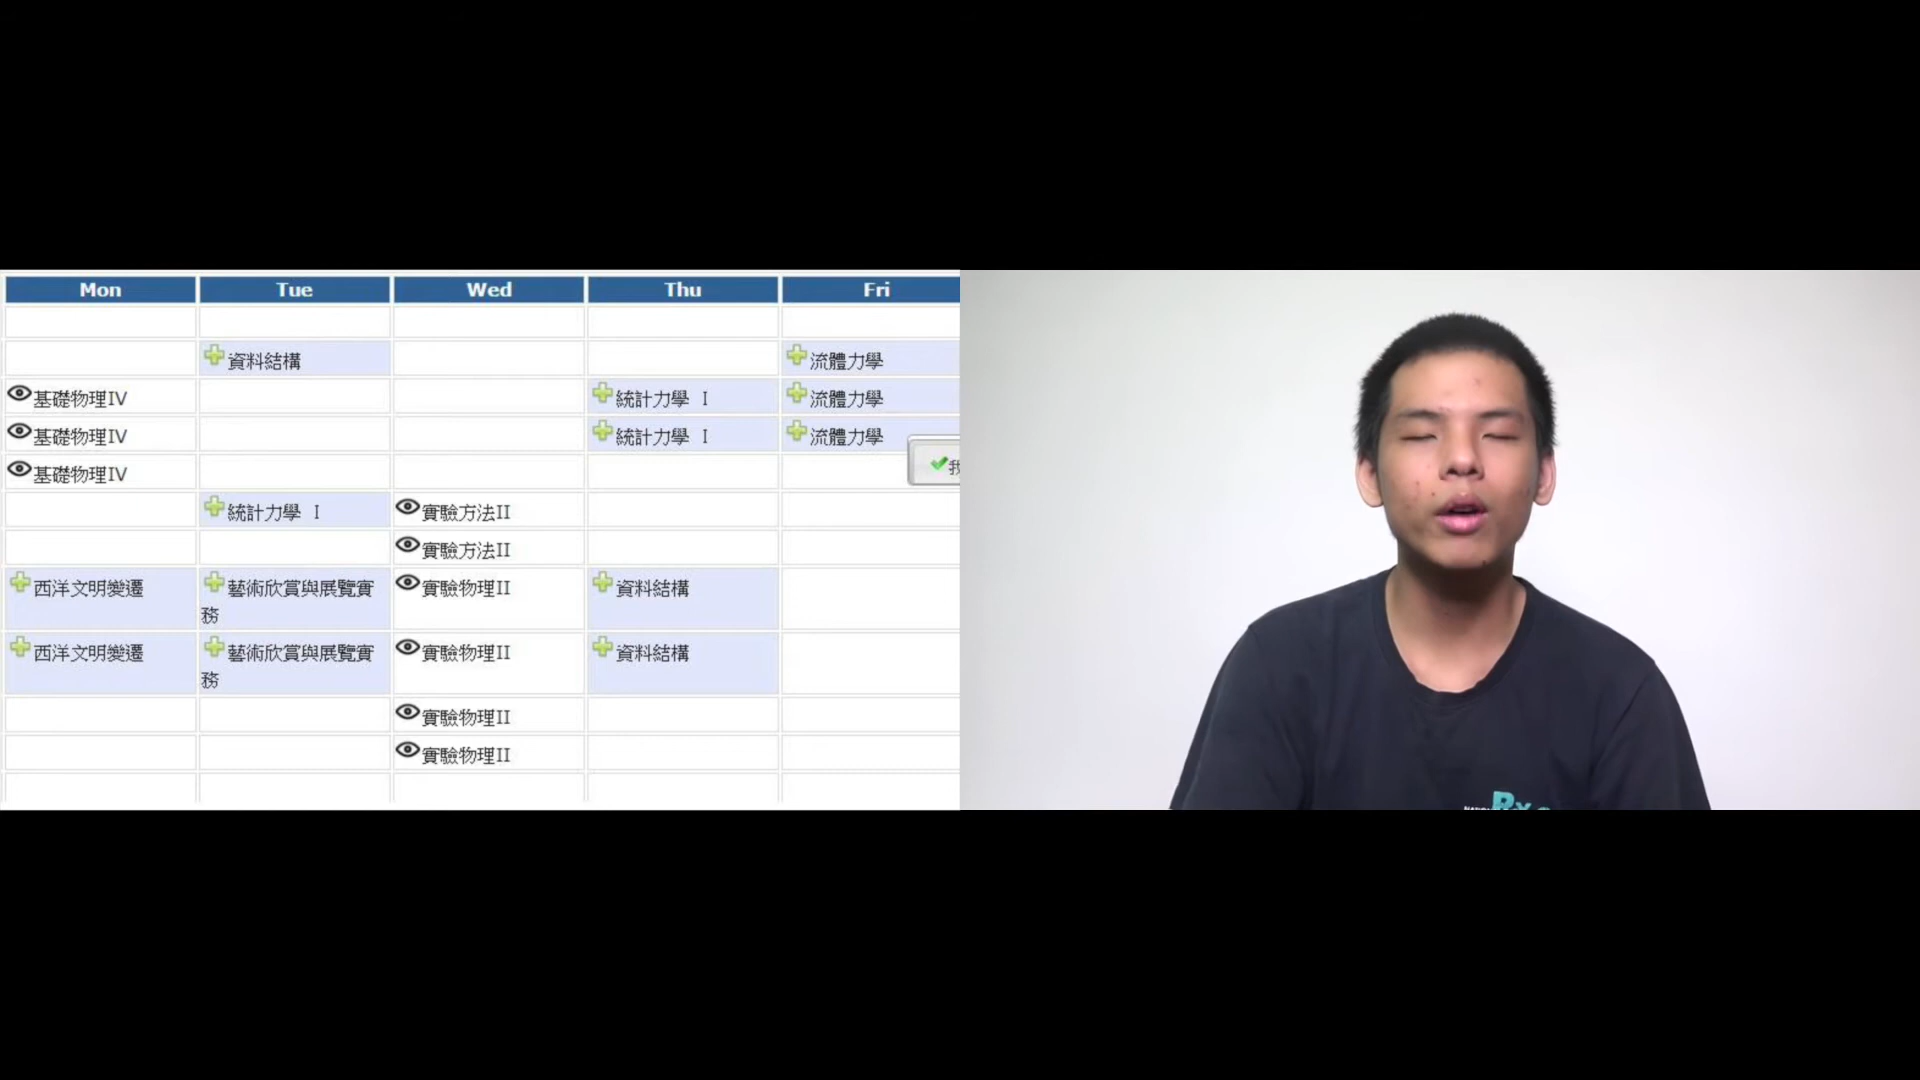 Mon Tue Wed Thu Fri
資料結構 流體力學
基礎物理IV 統計力學 I 流體力學
基礎物理IV 統計力學 I 流體力學
基礎物理IV
統計力學 I 實驗方法II
實驗方法II
西洋文明變遷 藝術欣賞與展覽實務 實驗物理II 資料結構
西洋文明變遷 藝術欣賞與展覽實務 實驗物理II 資料結構
實驗物理II
實驗物理II